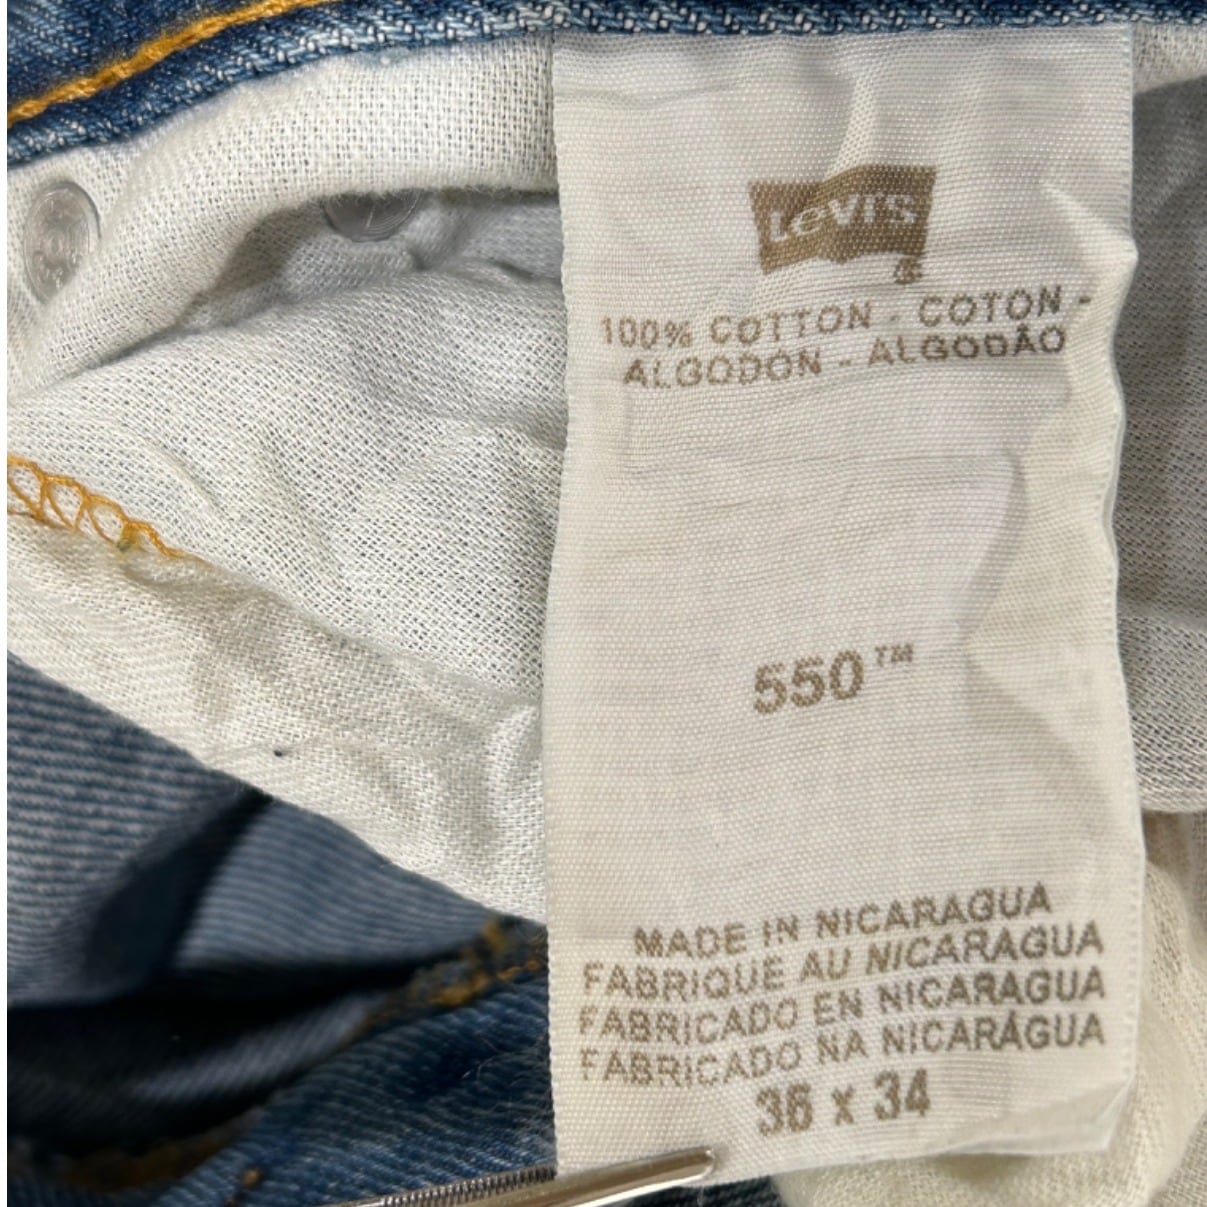 Levi's
100% COTTON - COTON -
ALGODÓN - ALGODÃO
550™
MADE IN NICARAGUA
FABRIQUE AU NICARAGUA
FABRICADO EN NICARAGUA
FABRICADO NA NICARÁGUA
36 x 34